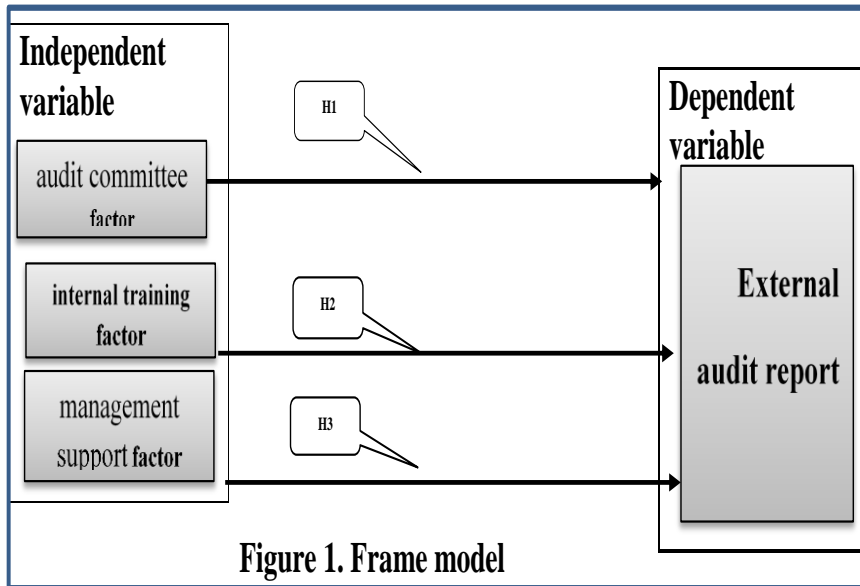 Independent
variable
audit committee
factor
internal training
factor
management
support factor
H1
H2
H3
Dependent
variable
External
audit report
Figure 1. Frame model